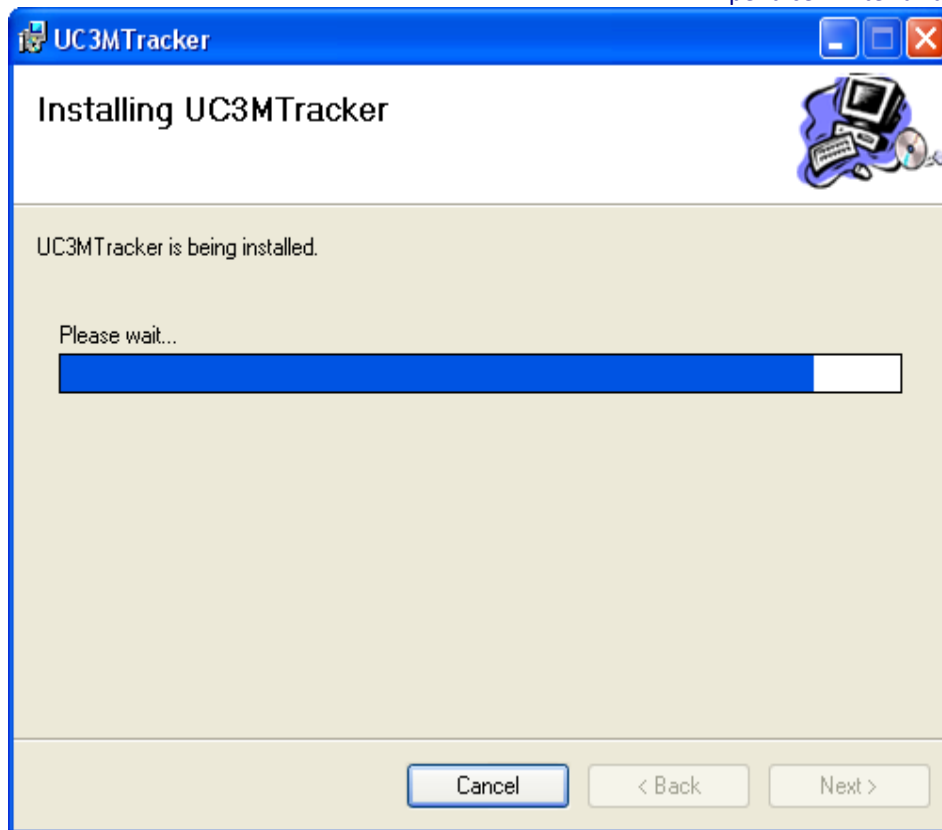 UC3MTracker
Installing UC3MTracker
UC3MTracker is being installed.
Please wait...
Cancel
< Back
Next >